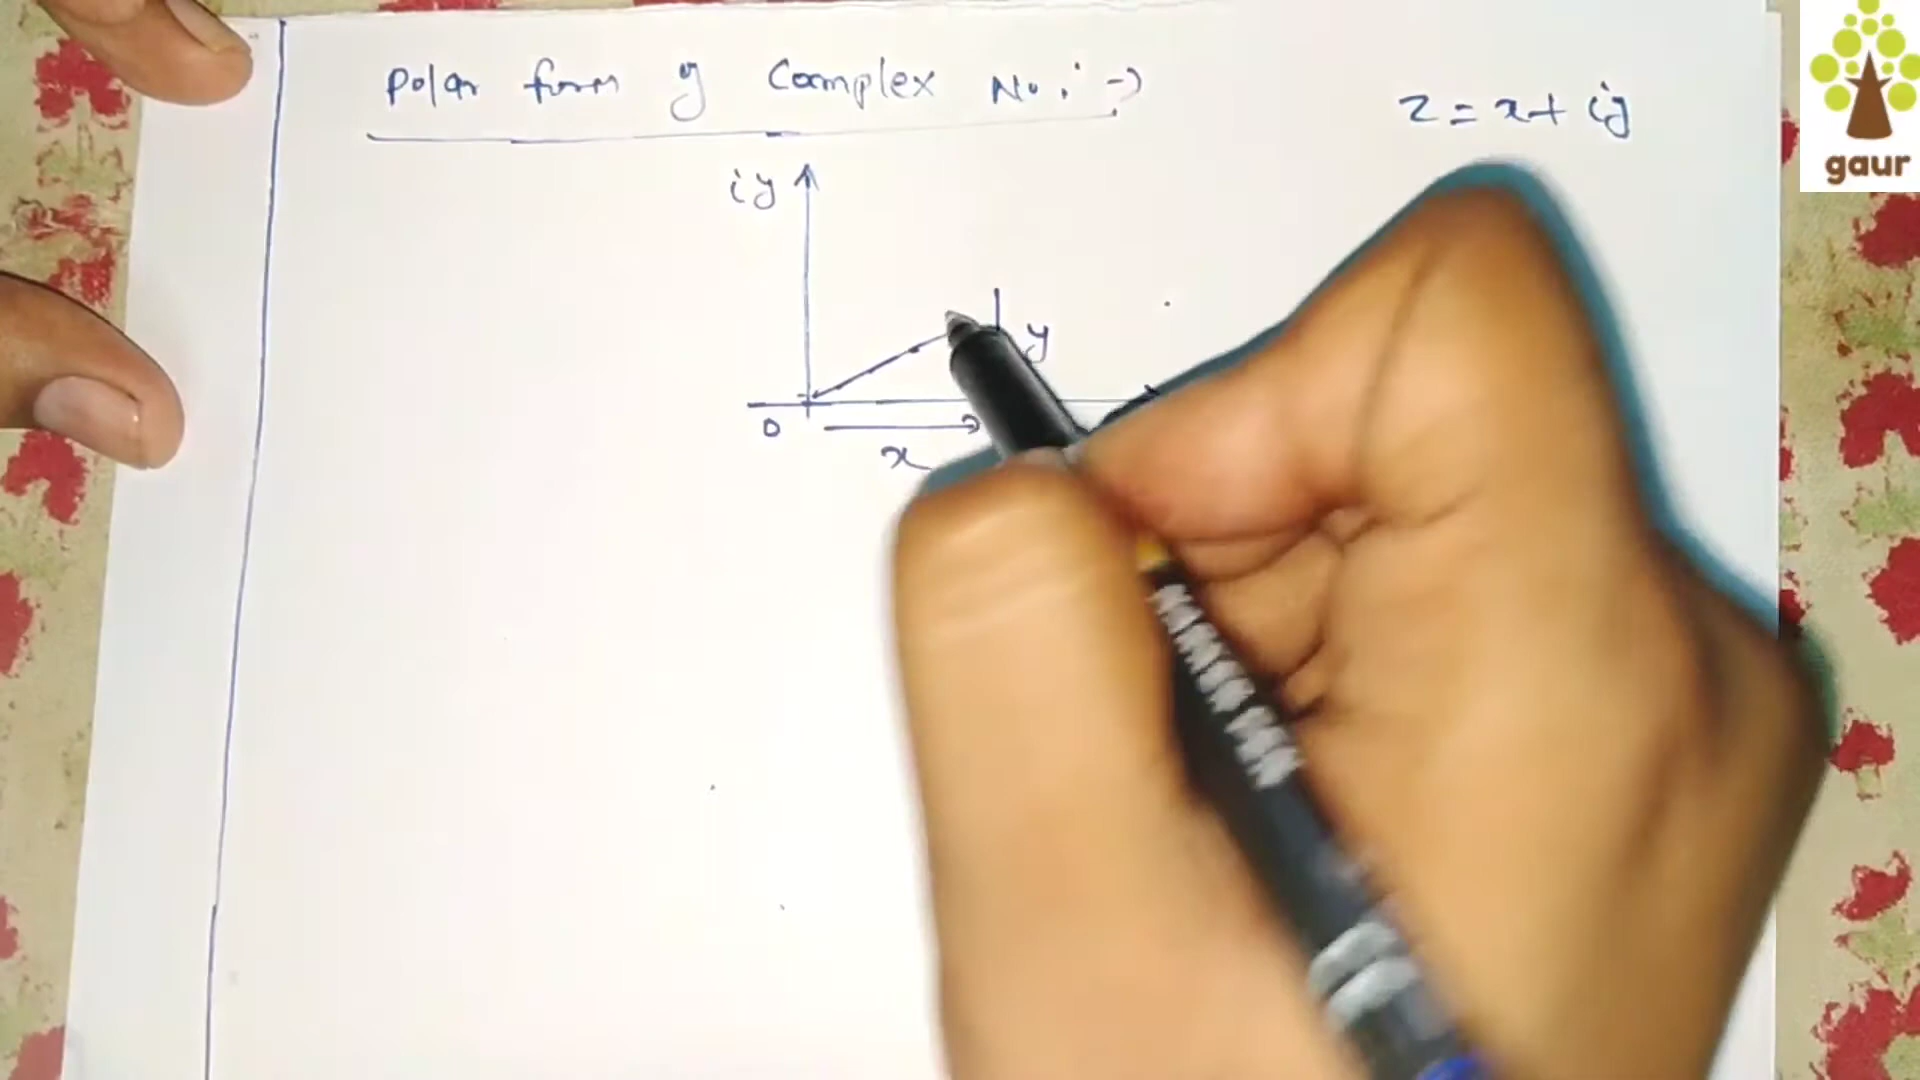 Polar form of Complex No. :->
z = x + iy
iy
y
0
x
gaur